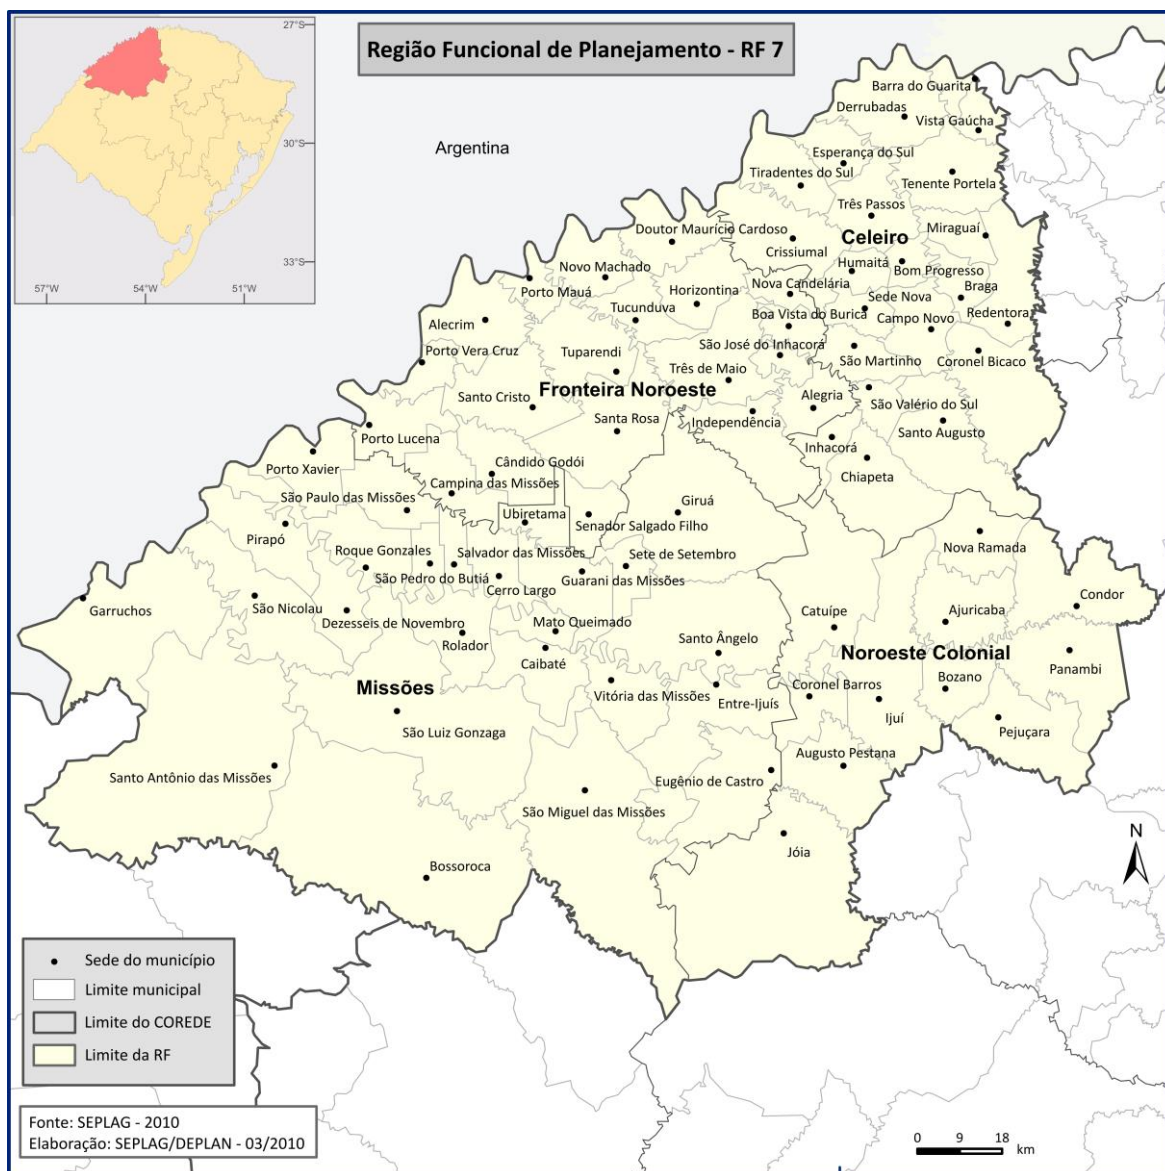 27°S
30°S
33°S
57°W
54°W
51°W
Região Funcional de Planejamento - RF 7
Argentina
Barra do Guarita
Derrubadas
Vista Gaúcha
Esperança do Sul
Tiradentes do Sul
Tenente Portela
Três Passos
Doutor Maurício Cardoso
Celeiro
Miraguaí
Crissiumal
Humaitá
Bom Progresso
Novo Machado
Porto Mauá
Horizontina
Nova Candelária
Braga
Tucunduva
Boa Vista do Burica
Sede Nova
Campo Novo
Redentora
Alecrim
Porto Vera Cruz
Tuparendi
São José do Inhacorá
São Martinho
Coronel Bicaco
Três de Maio
Fronteira Noroeste
Santo Cristo
Alegria
São Valério do Sul
Santa Rosa
Independência
Santo Augusto
Porto Lucena
Inhacorá
Chiapeta
Porto Xavier
Cândido Godói
Campina das Missões
São Paulo das Missões
Giruá
Ubiretama
Senador Salgado Filho
Pirapó
Nova Ramada
Roque Gonzales
Salvador das Missões
Sete de Setembro
São Pedro do Butiá
Guarani das Missões
Cerro Largo
Garruchos
São Nicolau
Dezesseis de Novembro
Mato Queimado
Catuípe
Ajuricaba
Condor
Rolador
Santo Ângelo
Caibaté
Noroeste Colonial
Panambi
Missões
Vitória das Missões
Coronel Barros
Bozano
Entre-Ijuís
Ijuí
São Luiz Gonzaga
Pejuçara
Augusto Pestana
Santo Antônio das Missões
Eugênio de Castro
São Miguel das Missões
Jóia
Bossoroca
N
Sede do município
Limite municipal
Limite do COREDE
Limite da RF
Fonte: SEPLAG - 2010
Elaboração: SEPLAG/DEPLAN - 03/2010
0 9 18 km